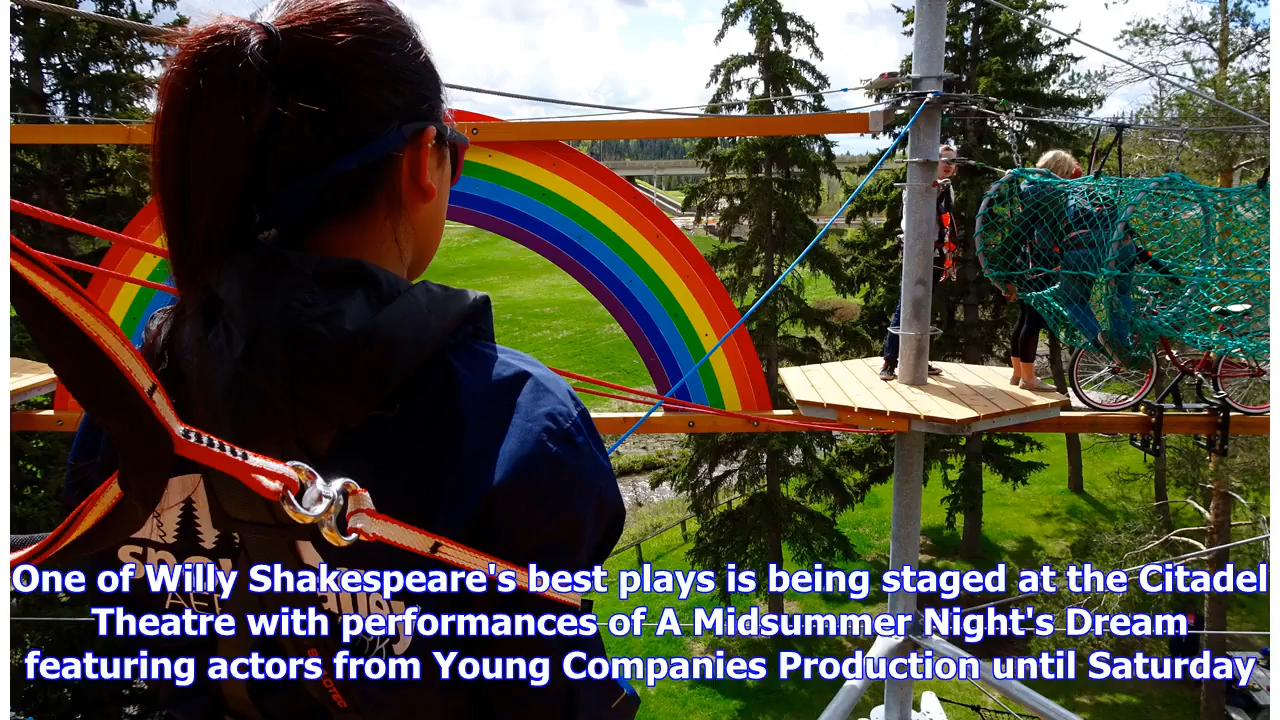 One of Willy Shakespeare's best plays is being staged at the Citadel
Theatre with performances of A Midsummer Night's Dream
featuring actors from Young Companies Production until Saturday